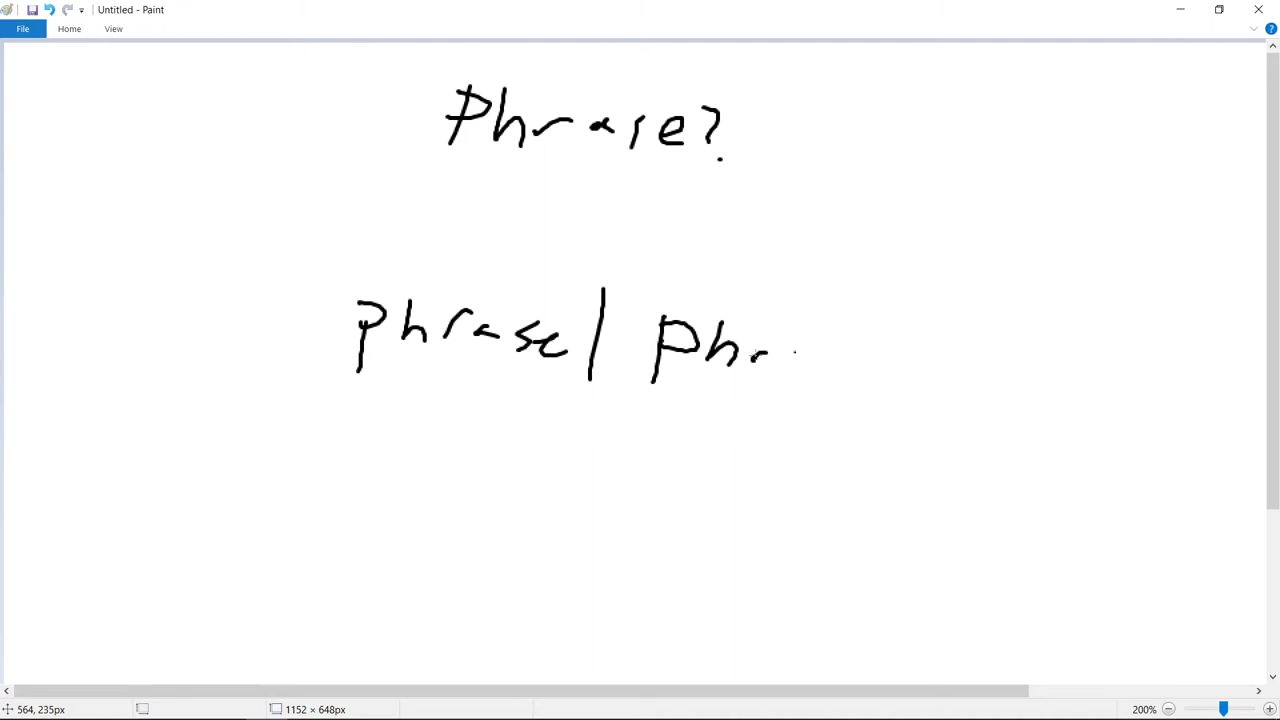 Untitled - Paint
File Home View
Phrase?
phrase/ phr
564, 235px 1152 × 648px 200%